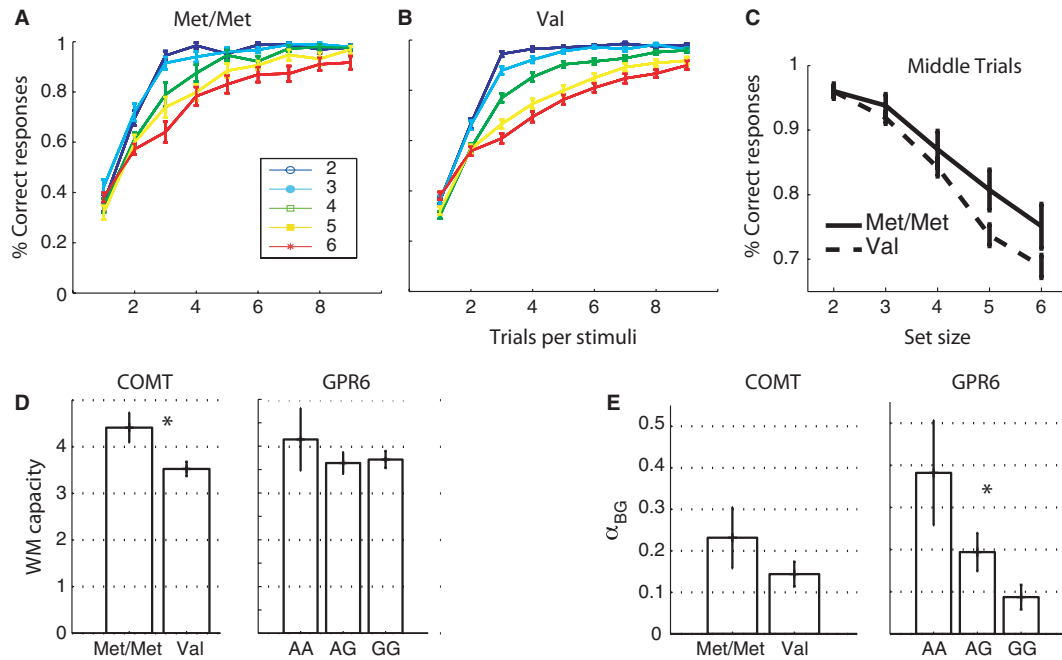 A
Met/Met
% Correct responses
1
0.8
0.6
0.4
0.2
0
2
3
4
5
6
2 4 6 8
B
Val
2 4 6 8
Trials per stimuli
C
Middle Trials
% Correct responses
1
0.9
0.8
0.7
Met/Met
Val
2 3 4 5 6
Set size
D
COMT
WM capacity
5
4
3
2
1
0
*
Met/Met Val
GPR6
AA AG GG
E
COMT
αBG
0.5
0.4
0.3
0.2
0.1
0
Met/Met Val
GPR6
*
AA AG GG